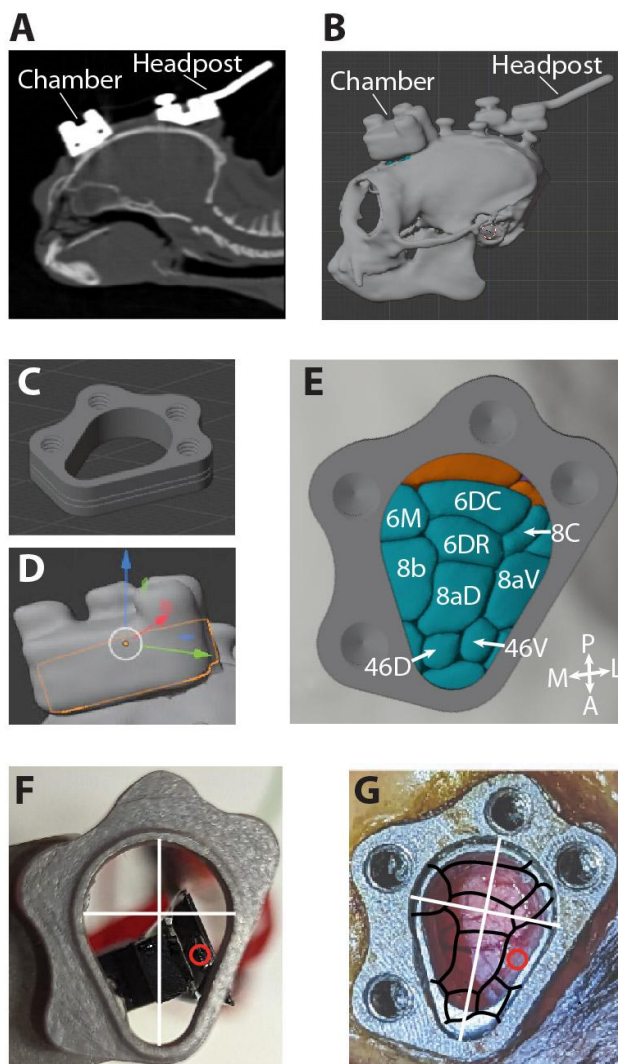 A
B
Chamber
Headpost
Chamber
Headpost
C
E
6M
6DC
8C
6DR
8b
8aV
8aD
D
46D
46V
P
M
L
A
F
G